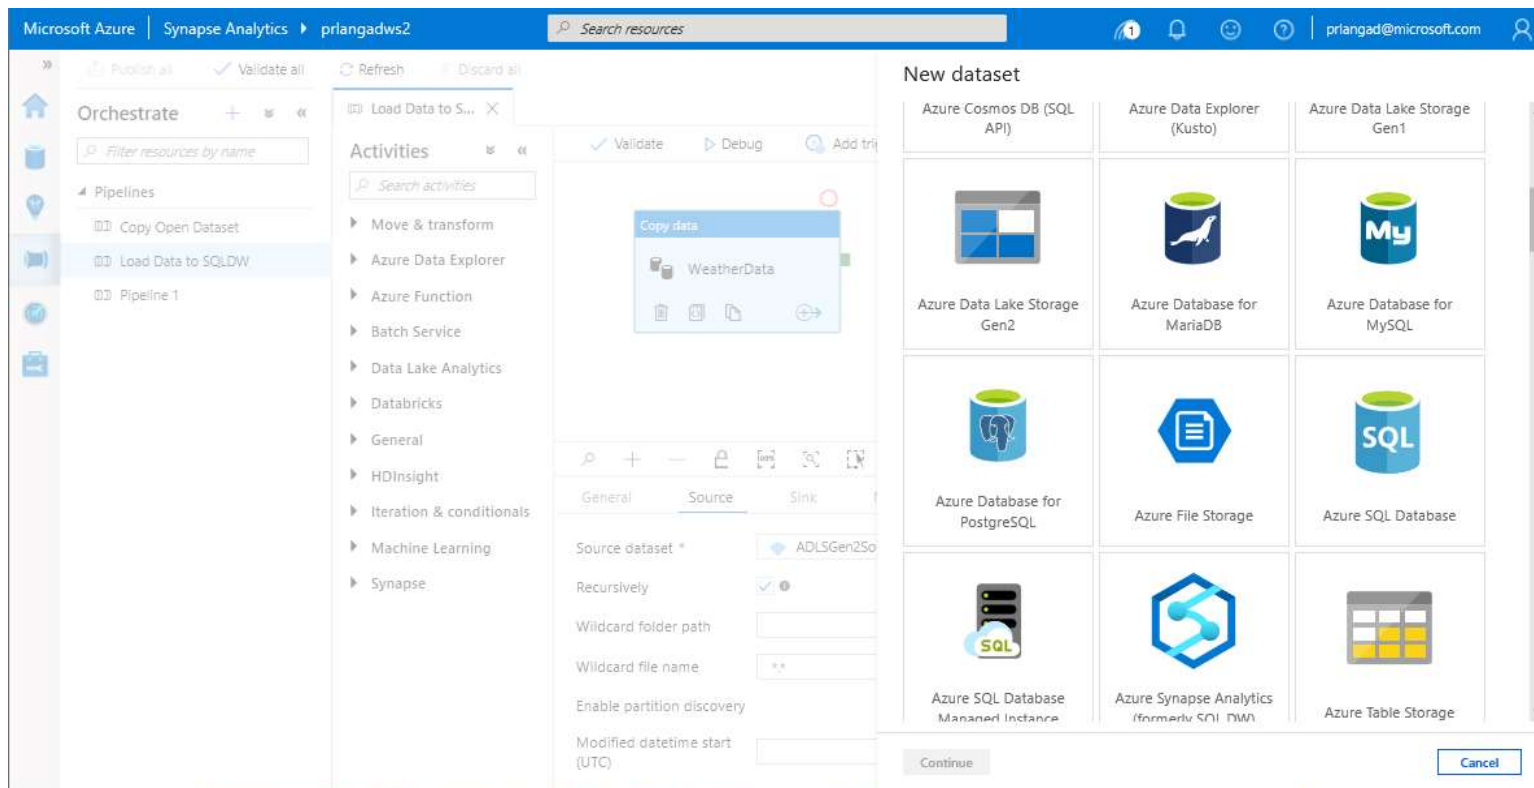 Microsoft Azure
Synapse Analytics
prlangadws2
Search resources
1
prlangad@microsoft.com
Publish all
Validate all
Refresh
Discard all
Orchestrate
Filter resources by name
Pipelines
Copy Open Dataset
Load Data to SQLDW
Pipeline 1
Load Data to S...
Activities
Search activities
Move & transform
Azure Data Explorer
Azure Function
Batch Service
Data Lake Analytics
Databricks
General
HDInsight
Iteration & conditionals
Machine Learning
Synapse
Validate
Debug
Add tri
Copy data
WeatherData
General
Source
Sink
Source dataset *
ADLSGen2So
Recursively
Wildcard folder path
Wildcard file name
*.*
Enable partition discovery
Modified datetime start
(UTC)
New dataset
Azure Cosmos DB (SQL
API)
Azure Data Explorer
(Kusto)
Azure Data Lake Storage
Gen1
Azure Data Lake Storage
Gen2
Azure Database for
MariaDB
My
Azure Database for
MySQL
Azure Database for
PostgreSQL
Azure File Storage
SQL
Azure SQL Database
SQL
Azure SQL Database
Managed Instance
Azure Synapse Analytics
(formerly SQL DW)
Azure Table Storage
Continue
Cancel